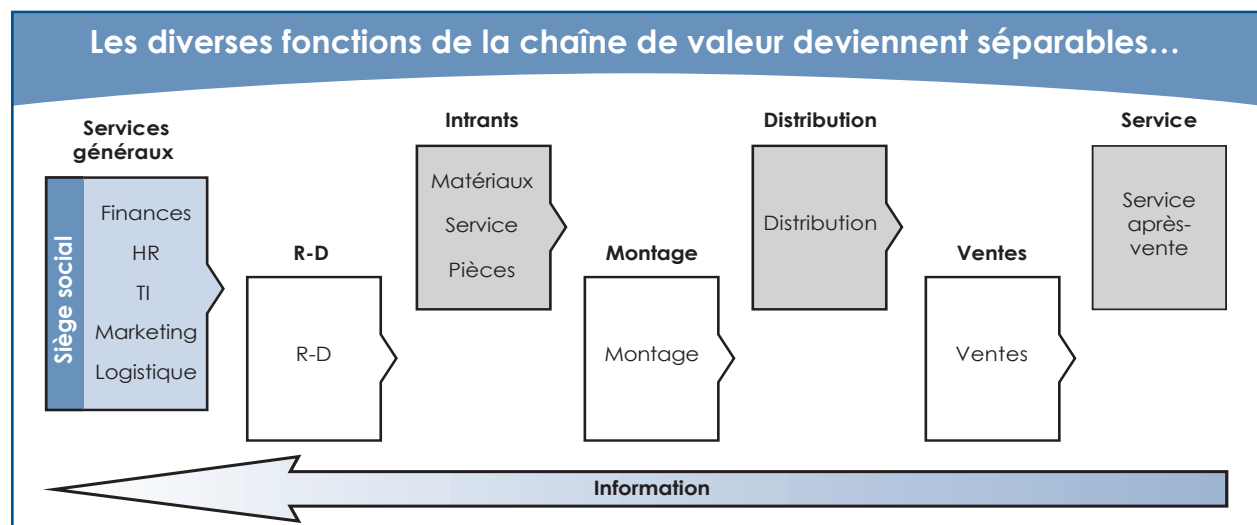 Les diverses fonctions de la chaîne de valeur deviennent séparables…
Services
généraux
Siège social
Finances
HR
TI
Marketing
Logistique
R-D
R-D
Intrants
Matériaux
Service
Pièces
Montage
Montage
Distribution
Distribution
Ventes
Ventes
Service
Service
après-
vente
Information